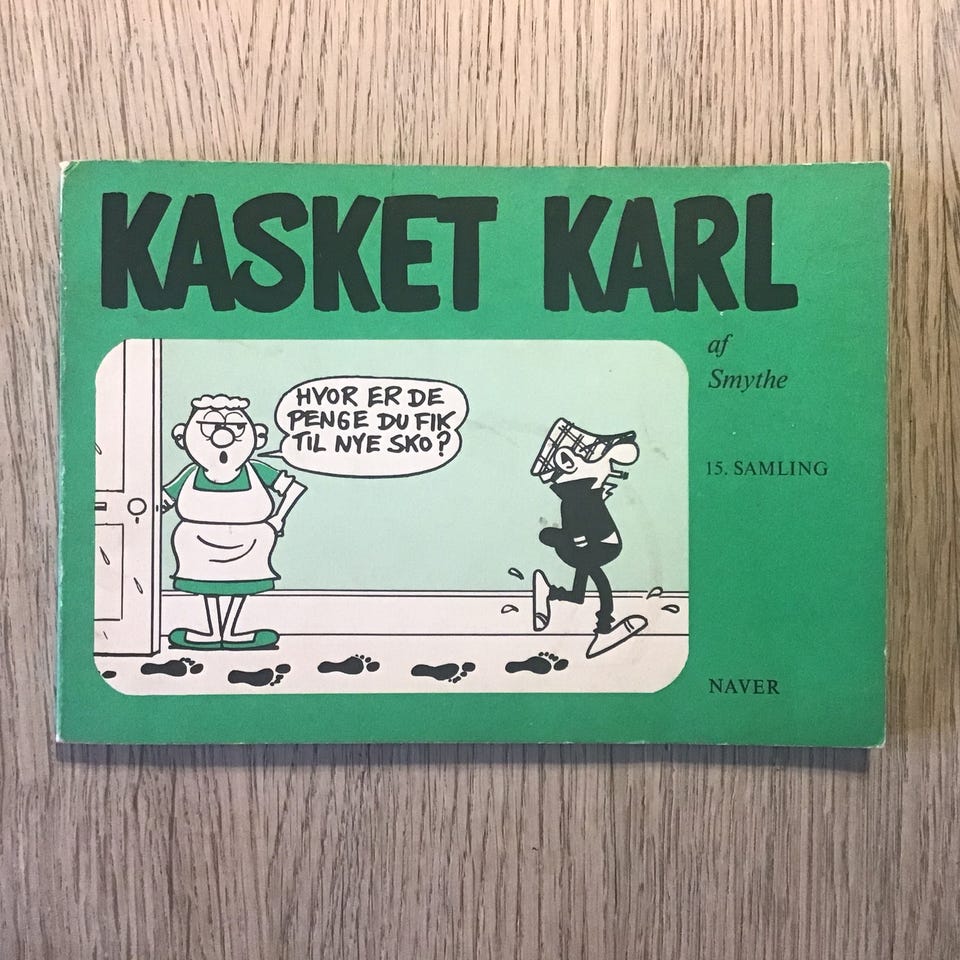 KASKET KARL
af
Smythe
HVOR ER DE
PENGE DU FIK
TIL NYE SKO?
15. SAMLING
NAVER